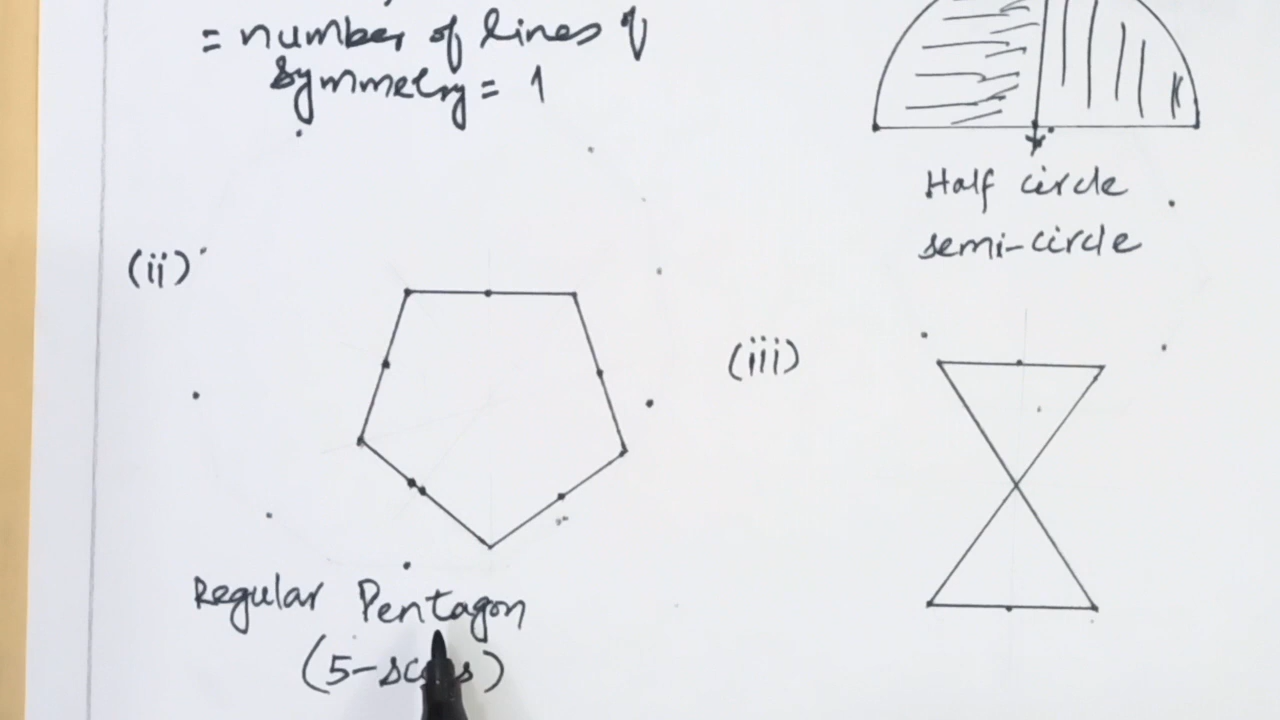 = number of lines of
Symmetry = 1
Half circle
semi-circle
(ii)
(iii)
Regular Pentagon